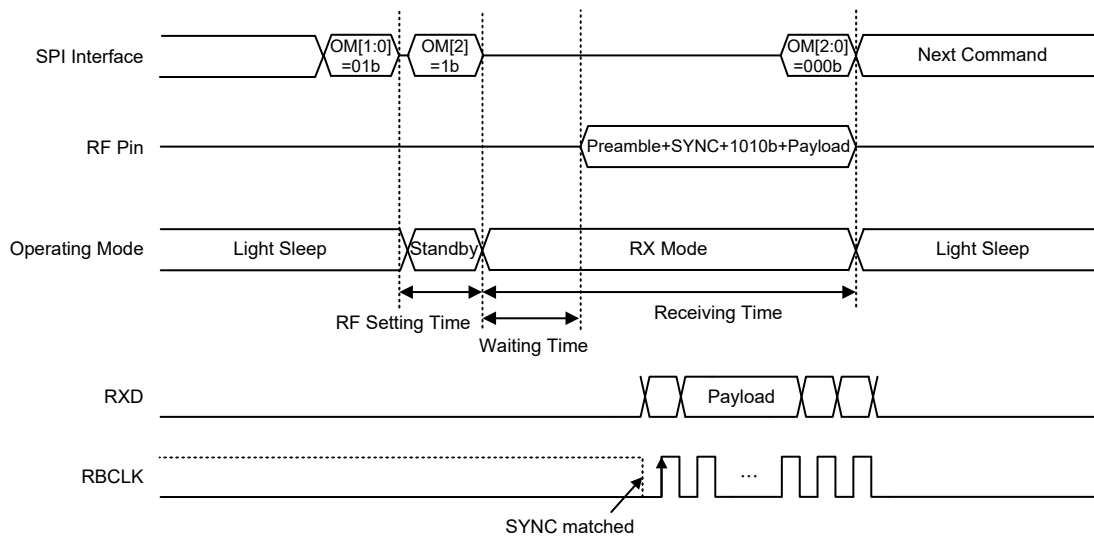 SPI Interface
OM[1:0]
=01b
OM[2]
=1b
OM[2:0]
=000b
Next Command
RF Pin
Preamble+SYNC+1010b+Payload
Operating Mode
Light Sleep
Standby
RX Mode
Light Sleep
RF Setting Time
Receiving Time
Waiting Time
RXD
Payload
RBCLK
...
SYNC matched